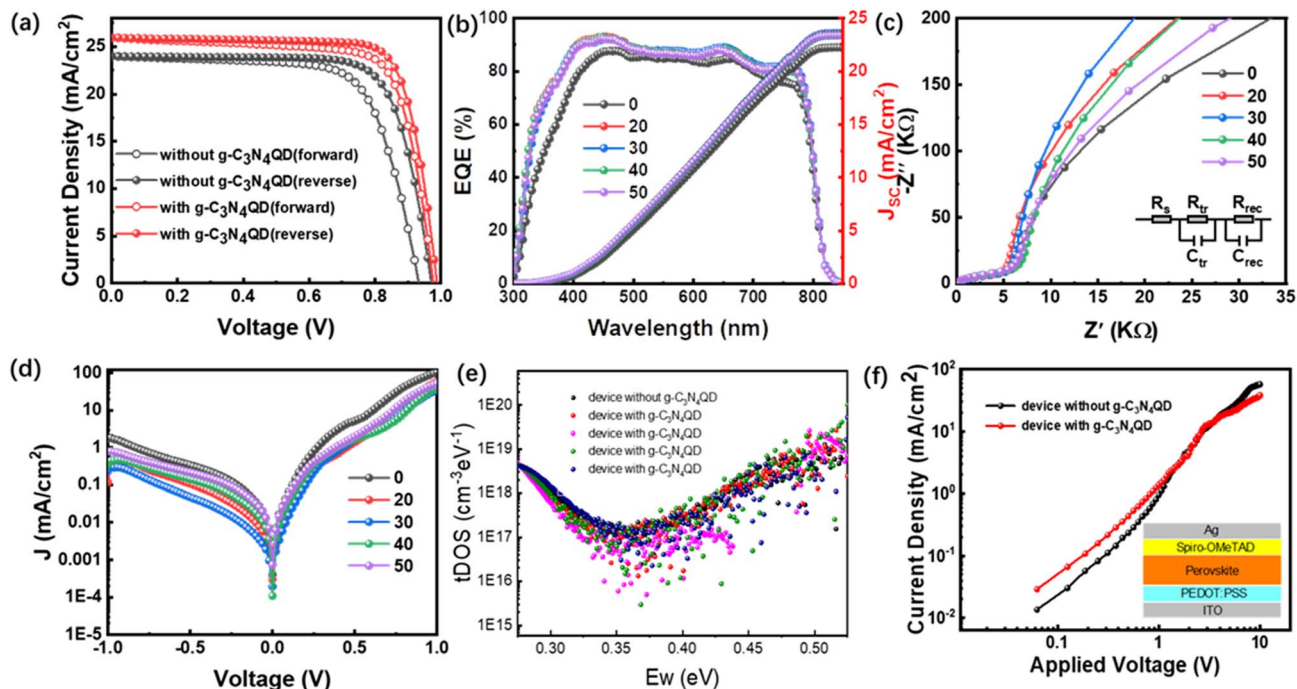 (a)
Current Density (mA/cm²)
25
20
15
10
5
0
without g-C₃N₄QD(forward)
without g-C₃N₄QD(reverse)
with g-C₃N₄QD(forward)
with g-C₃N₄QD(reverse)
0.0 0.2 0.4 0.6 0.8 1.0
Voltage (V)
(b)
EQE (%)
100
80
60
40
20
0
0
20
30
40
50
300 400 500 600 700 800
Wavelength (nm)
25
20
15
10
5
0
J_SC (mA/cm²)
(c)
-Z'' (KΩ)
200
150
100
50
0
0
20
30
40
50
R_s R_tr R_rec
C_tr C_rec
0 5 10 15 20 25 30 35
Z′ (KΩ)
(d)
J (mA/cm²)
100
10
1
0.1
0.01
0.001
1E-4
1E-5
0
20
30
40
50
-1.0 -0.5 0.0 0.5 1.0
Voltage (V)
(e)
tDOS (cm⁻³eV⁻¹)
1E20
1E19
1E18
1E17
1E16
1E15
device without g-C₃N₄QD
device with g-C₃N₄QD
device with g-C₃N₄QD
device with g-C₃N₄QD
device with g-C₃N₄QD
0.30 0.35 0.40 0.45 0.50
Ew (eV)
(f)
Current Density (mA/cm²)
10²
10¹
10⁰
10⁻¹
10⁻²
device without g-C₃N₄QD
device with g-C₃N₄QD
Ag
Spiro-OMeTAD
Perovskite
PEDOT:PSS
ITO
0.1 1 10
Applied Voltage (V)